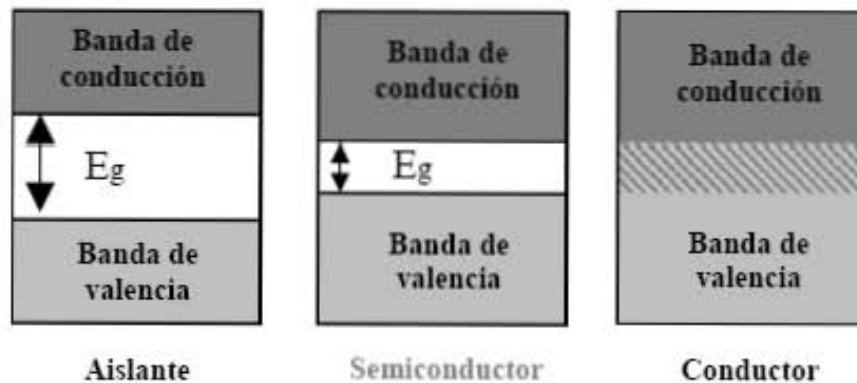 Banda de
conducción
Eg
Banda de
valencia
Aislante
Banda de
conducción
Eg
Banda de
valencia
Semiconductor
Banda de
conducción
Banda de
valencia
Conductor